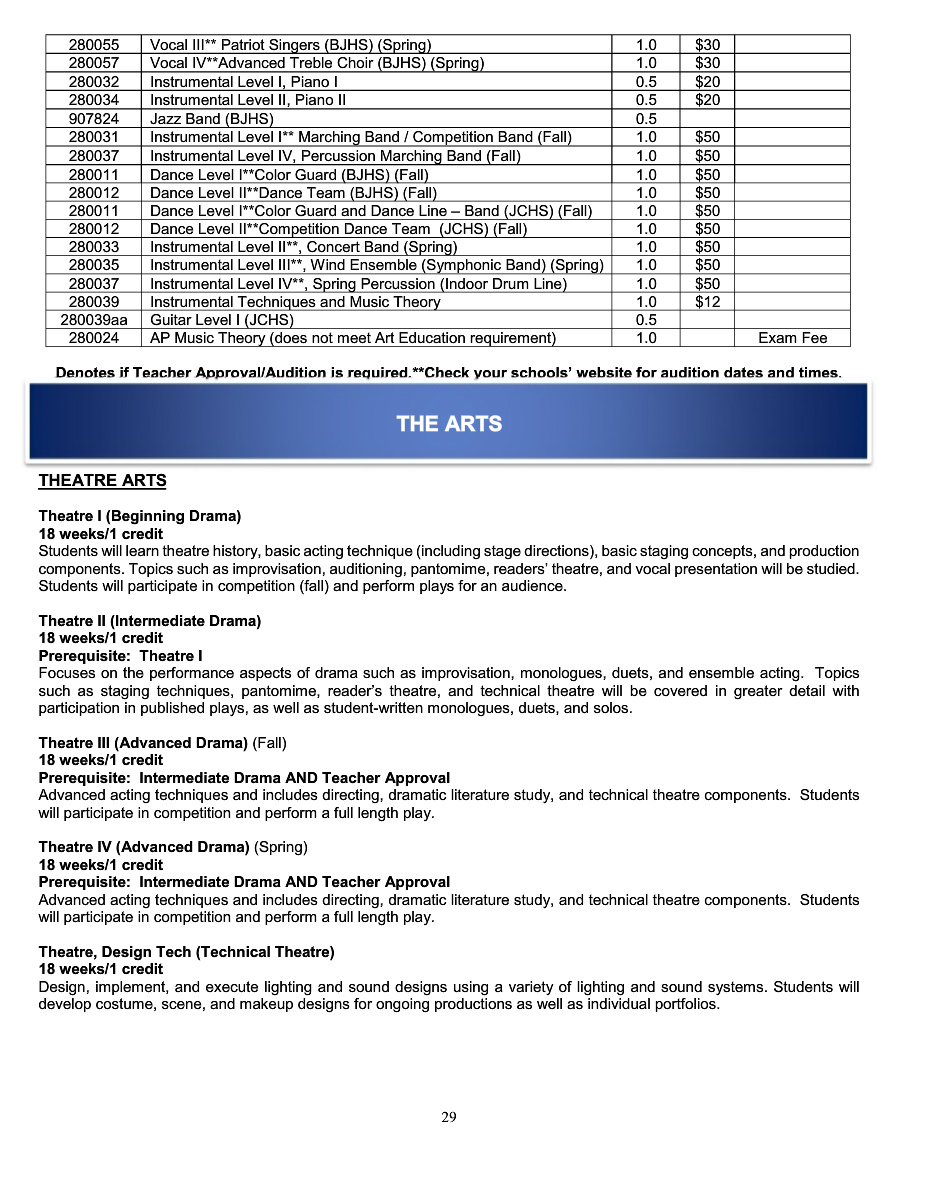 280055 Vocal III** Patriot Singers (BJHS) (Spring) 1.0 $30
280057 Vocal IV**Advanced Treble Choir (BJHS) (Spring) 1.0 $30
280032 Instrumental Level I, Piano I 0.5 $20
280034 Instrumental Level II, Piano II 0.5 $20
907824 Jazz Band (BJHS) 0.5
280031 Instrumental Level I** Marching Band / Competition Band (Fall) 1.0 $50
280037 Instrumental Level IV, Percussion Marching Band (Fall) 1.0 $50
280011 Dance Level I**Color Guard (BJHS) (Fall) 1.0 $50
280012 Dance Level II**Dance Team (BJHS) (Fall) 1.0 $50
280011 Dance Level I**Color Guard and Dance Line – Band (JCHS) (Fall) 1.0 $50
280012 Dance Level II**Competition Dance Team (JCHS) (Fall) 1.0 $50
280033 Instrumental Level II**, Concert Band (Spring) 1.0 $50
280035 Instrumental Level III**, Wind Ensemble (Symphonic Band) (Spring) 1.0 $50
280037 Instrumental Level IV**, Spring Percussion (Indoor Drum Line) 1.0 $50
280039 Instrumental Techniques and Music Theory 1.0 $12
280039aa Guitar Level I (JCHS) 0.5
280024 AP Music Theory (does not meet Art Education requirement) 1.0 Exam Fee
Denotes if Teacher Approval/Audition is required.**Check your schools' website for audition dates and times.
THE ARTS
THEATRE ARTS
Theatre I (Beginning Drama)
18 weeks/1 credit
Students will learn theatre history, basic acting technique (including stage directions), basic staging concepts, and production
components. Topics such as improvisation, auditioning, pantomime, readers' theatre, and vocal presentation will be studied.
Students will participate in competition (fall) and perform plays for an audience.
Theatre II (Intermediate Drama)
18 weeks/1 credit
Prerequisite: Theatre I
Focuses on the performance aspects of drama such as improvisation, monologues, duets, and ensemble acting. Topics
such as staging techniques, pantomime, reader's theatre, and technical theatre will be covered in greater detail with
participation in published plays, as well as student-written monologues, duets, and solos.
Theatre III (Advanced Drama) (Fall)
18 weeks/1 credit
Prerequisite: Intermediate Drama AND Teacher Approval
Advanced acting techniques and includes directing, dramatic literature study, and technical theatre components. Students
will participate in competition and perform a full length play.
Theatre IV (Advanced Drama) (Spring)
18 weeks/1 credit
Prerequisite: Intermediate Drama AND Teacher Approval
Advanced acting techniques and includes directing, dramatic literature study, and technical theatre components. Students
will participate in competition and perform a full length play.
Theatre, Design Tech (Technical Theatre)
18 weeks/1 credit
Design, implement, and execute lighting and sound designs using a variety of lighting and sound systems. Students will
develop costume, scene, and makeup designs for ongoing productions as well as individual portfolios.
29